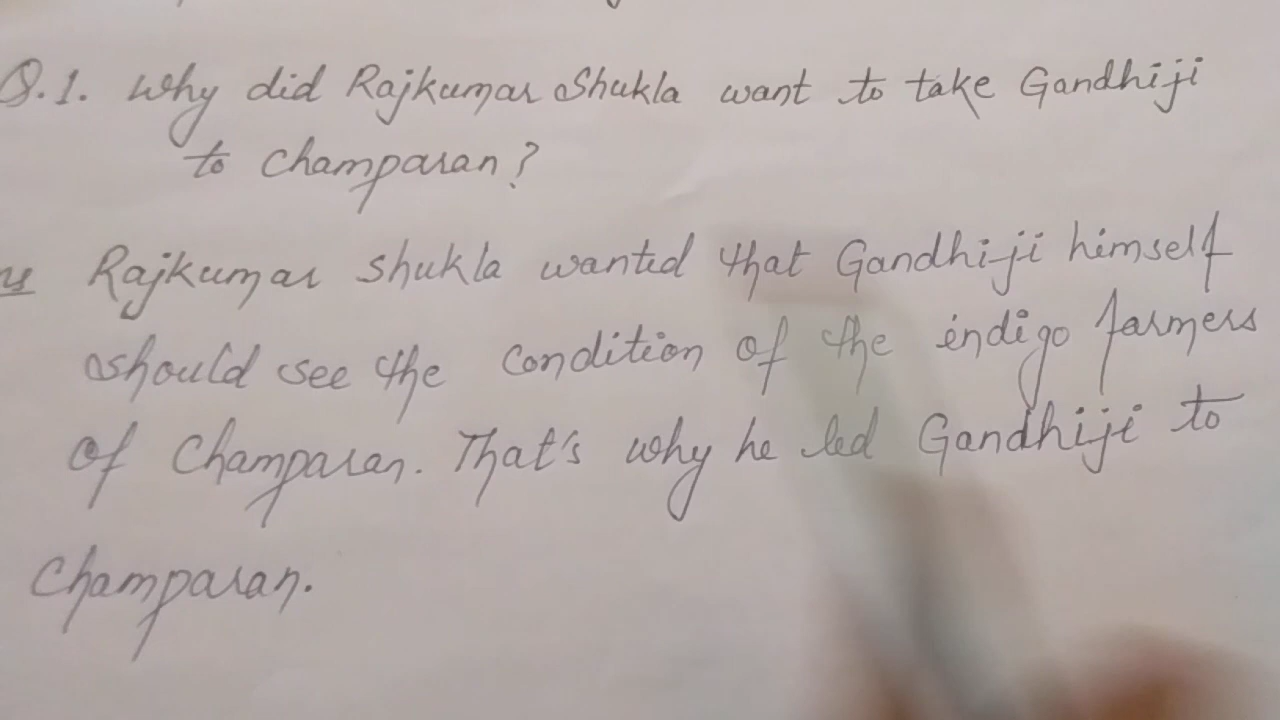 Q.1. Why did Rajkumar Shukla want to take Gandhiji
to Champaran?
Rajkumar Shukla wanted that Gandhiji himself
should see the condition of the indigo farmers
of Champaran. That's why he led Gandhiji to
Champaran.